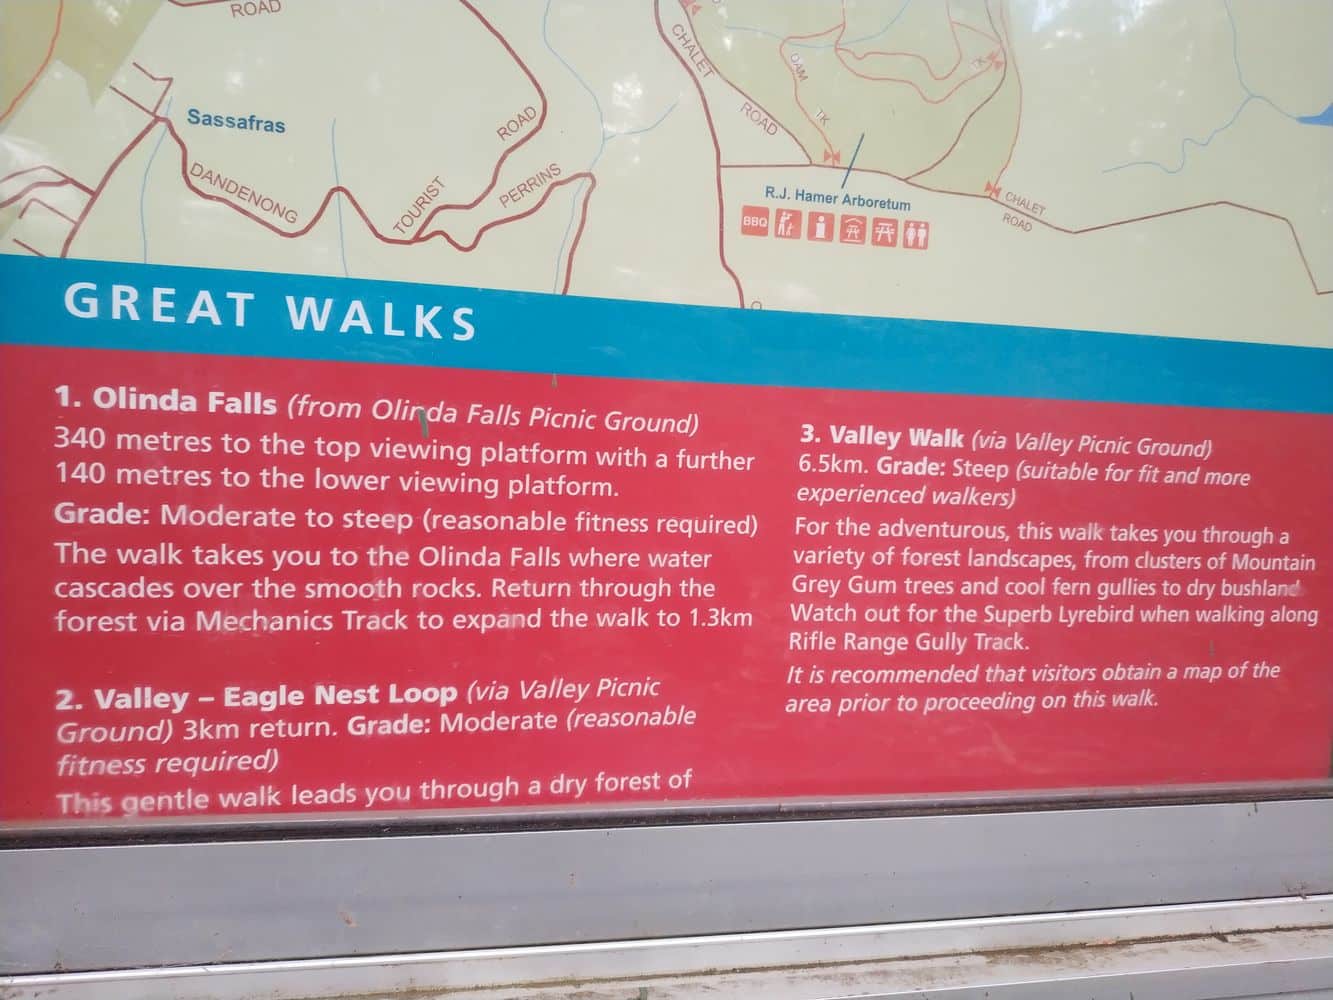 ROAD
CHALET
ROAD
OAM
TK
TK
Sassafras
DANDENONG
TOURIST
ROAD
PERRINS
CHALET
ROAD
R.J. Hamer Arboretum
BBQ
GREAT WALKS
1. Olinda Falls (from Olinda Falls Picnic Ground)
340 metres to the top viewing platform with a further
140 metres to the lower viewing platform.
Grade: Moderate to steep (reasonable fitness required)
The walk takes you to the Olinda Falls where water
cascades over the smooth rocks. Return through the
forest via Mechanics Track to expand the walk to 1.3km
2. Valley – Eagle Nest Loop (via Valley Picnic
Ground) 3km return. Grade: Moderate (reasonable
fitness required)
This gentle walk leads you through a dry forest of
3. Valley Walk (via Valley Picnic Ground)
6.5km. Grade: Steep (suitable for fit and more
experienced walkers)
For the adventurous, this walk takes you through a
variety of forest landscapes, from clusters of Mountain
Grey Gum trees and cool fern gullies to dry bushland
Watch out for the Superb Lyrebird when walking along
Rifle Range Gully Track.
It is recommended that visitors obtain a map of the
area prior to proceeding on this walk.